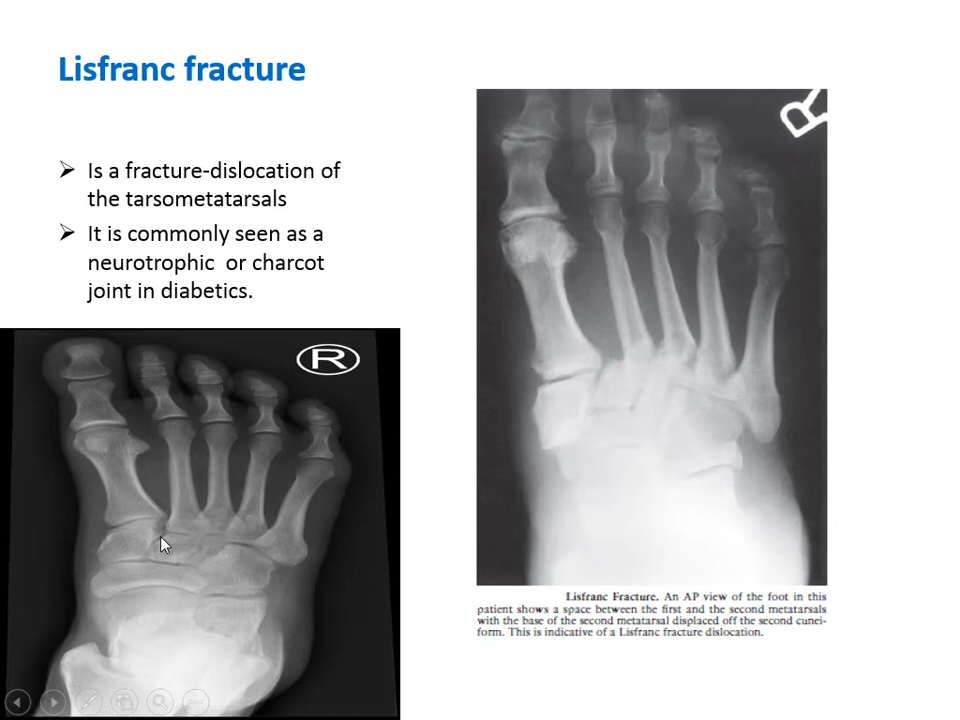 Lisfranc fracture
➢ Is a fracture-dislocation of
the tarsometatarsals
➢ It is commonly seen as a
neurotrophic or charcot
joint in diabetics.
R
R
Lisfranc Fracture. An AP view of the foot in this
patient shows a space between the first and the second metatarsals
with the base of the second metatarsal displaced off the second cunei-
form. This is indicative of a Lisfranc fracture dislocation.